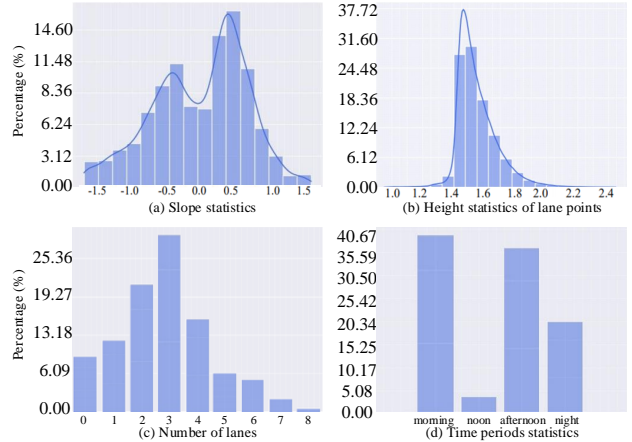 14.60
11.48
8.36
6.24
3.12
0.00
Percentage (%)
-1.5 -1.0 -0.5 0.0 0.5 1.0 1.5
(a) Slope statistics
37.72
31.60
24.48
18.36
12.24
6.12
0.00
1.0 1.2 1.4 1.6 1.8 2.0 2.2 2.4
(b) Height statistics of lane points
25.36
19.27
13.18
6.09
0.00
Percentage (%)
0 1 2 3 4 5 6 7 8
(c) Number of lanes
40.67
35.59
30.50
25.42
20.34
15.25
10.17
5.08
0.00
morning noon afternoon night
(d) Time periods statistics